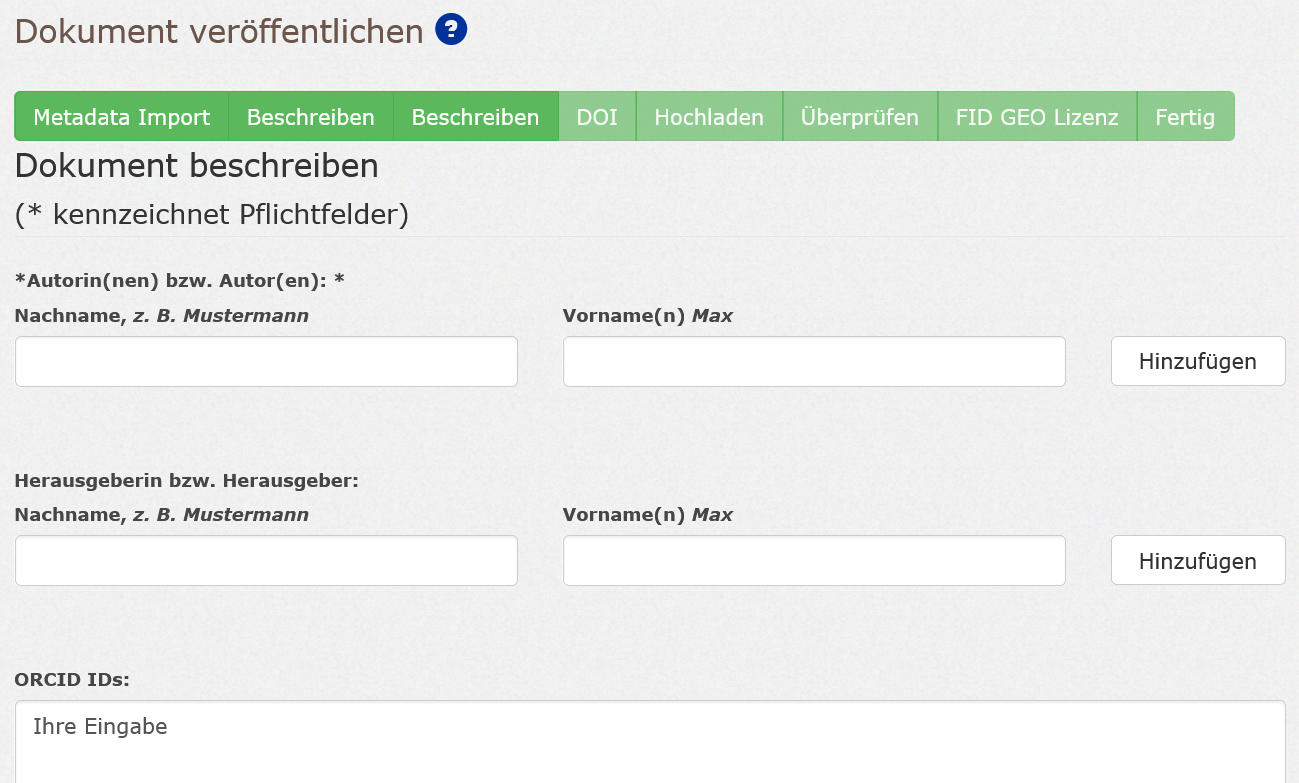 Dokument veröffentlichen ?
Metadata Import Beschreiben Beschreiben DOI Hochladen Überprüfen FID GEO Lizenz Fertig
Dokument beschreiben
(* kennzeichnet Pflichtfelder)
*Autorin(nen) bzw. Autor(en): *
Nachname, z. B. Mustermann Vorname(n) Max
Hinzufügen
Herausgeberin bzw. Herausgeber:
Nachname, z. B. Mustermann Vorname(n) Max
Hinzufügen
ORCID IDs:
Ihre Eingabe